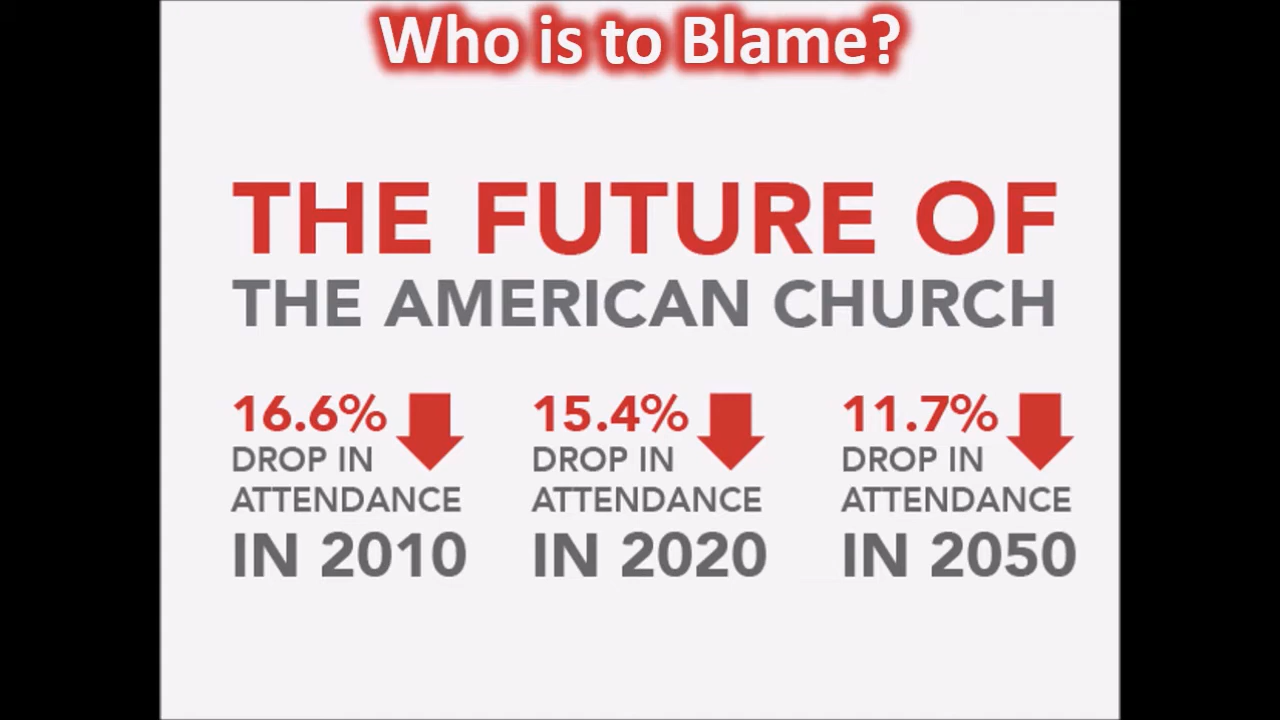 Who is to Blame?
THE FUTURE OF
THE AMERICAN CHURCH
16.6%
DROP IN
ATTENDANCE
IN 2010
15.4%
DROP IN
ATTENDANCE
IN 2020
11.7%
DROP IN
ATTENDANCE
IN 2050